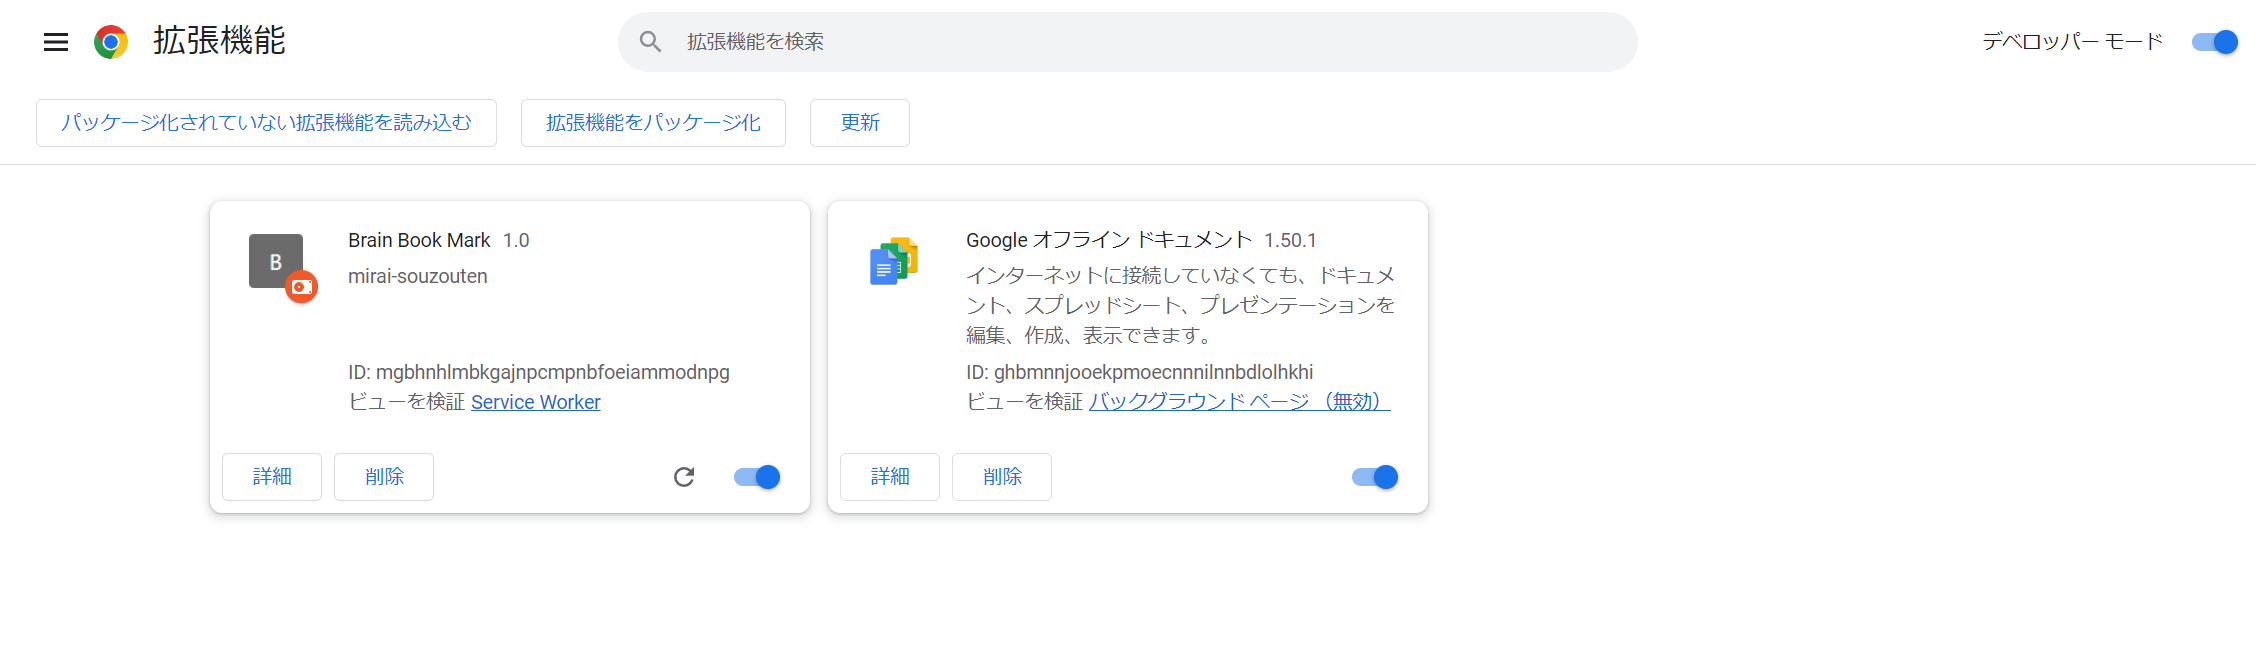 拡張機能
拡張機能を検索
デベロッパー モード
パッケージ化されていない拡張機能を読み込む
拡張機能をパッケージ化
更新
B
Brain Book Mark 1.0
mirai-souzouten
ID: mgbhnhlmbkgajnpcmpnbfoeiammodnpg
ビューを検証 Service Worker
詳細
削除
Google オフライン ドキュメント 1.50.1
インターネットに接続していなくても、ドキュメ
ント、スプレッドシート、プレゼンテーションを
編集、作成、表示できます。
ID: ghbmnnjooekpmoecnnnilnnbdlolhkhi
ビューを検証 バックグラウンド ページ （無効）
詳細
削除